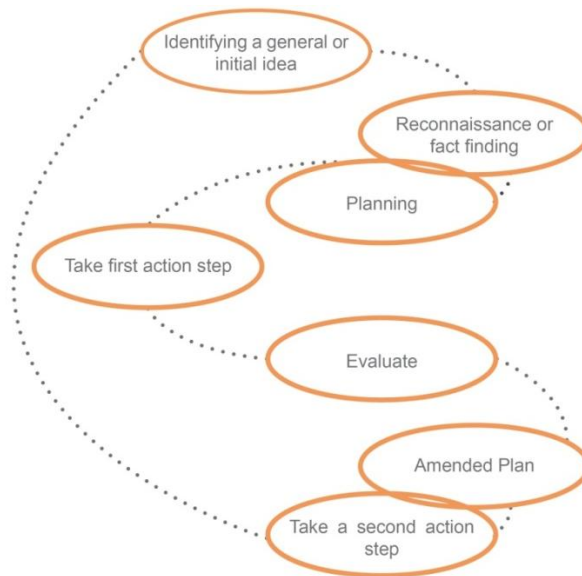 Identifying a general or
initial idea
Reconnaissance or
fact finding
Planning
Take first action step
Evaluate
Amended Plan
Take a second action
step